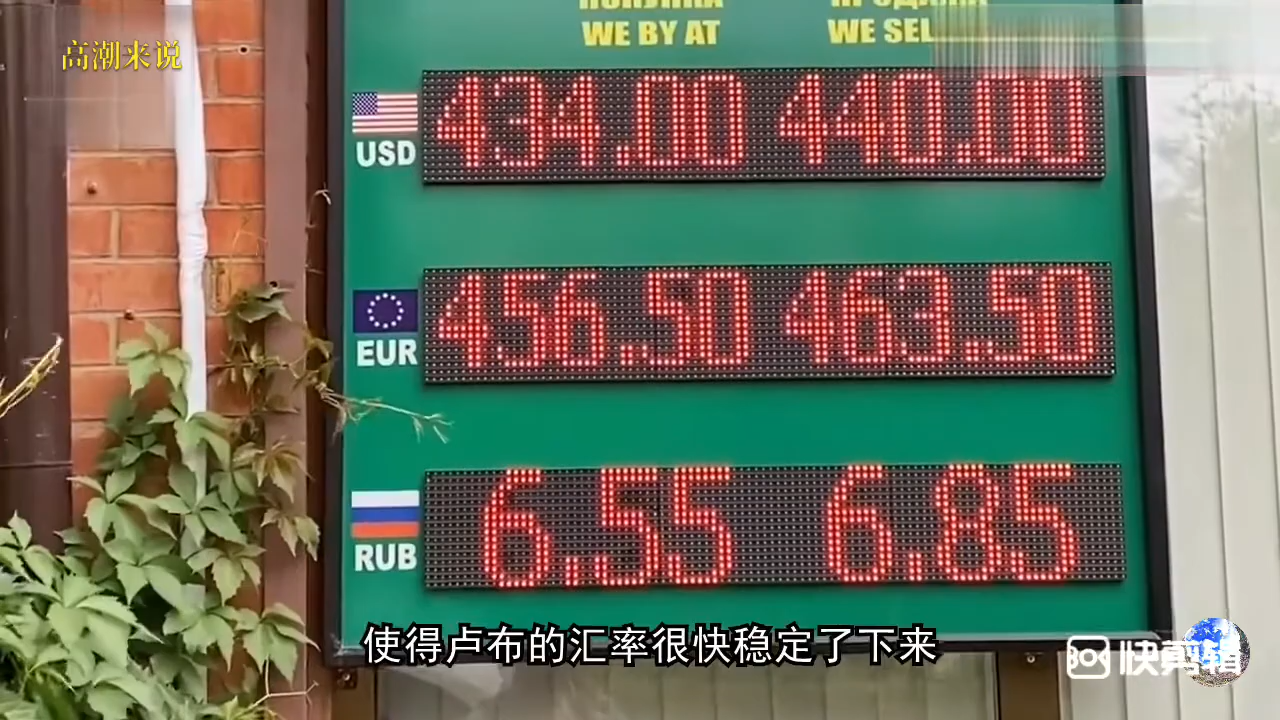 高潮来说
ПОКУПКА ПРОДАЖА
WE BY AT WE SEL
USD 434.00 440.00
EUR 456.50 463.50
RUB 6.55 6.85
使得卢布的汇率很快稳定了下来
快剪辑